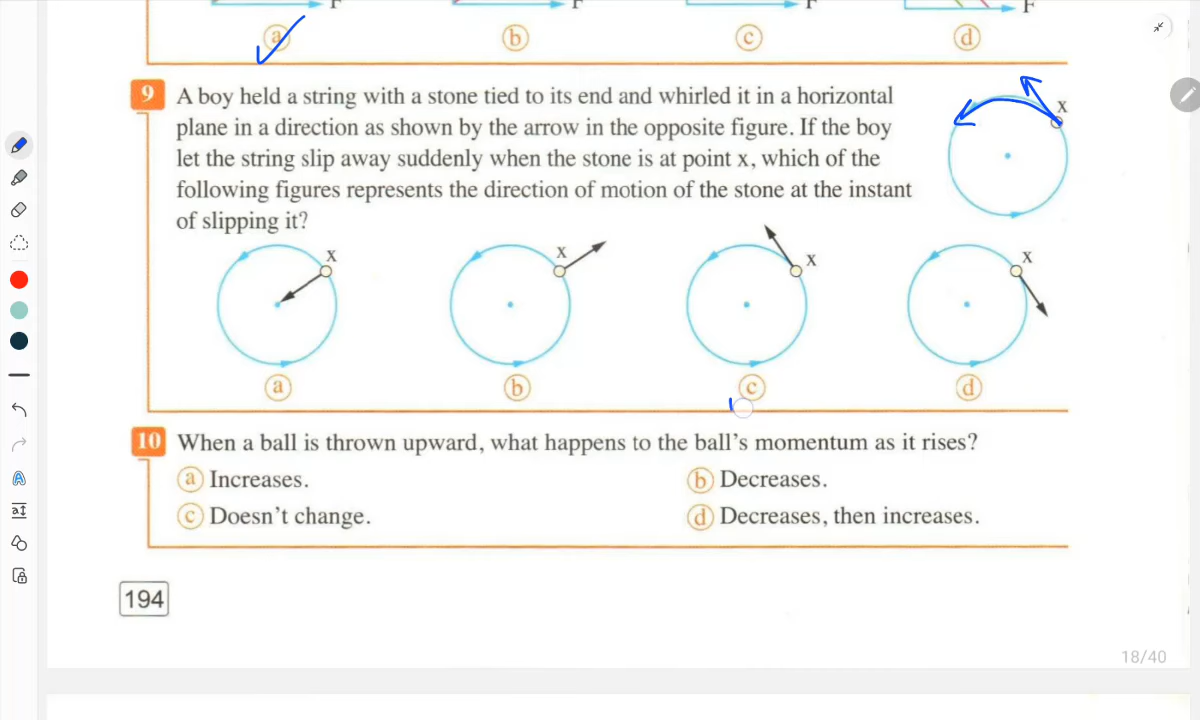 F F F F
a b c d
9 A boy held a string with a stone tied to its end and whirled it in a horizontal
plane in a direction as shown by the arrow in the opposite figure. If the boy
let the string slip away suddenly when the stone is at point x, which of the
following figures represents the direction of motion of the stone at the instant
of slipping it?
x
x x x x
a b c d
10 When a ball is thrown upward, what happens to the ball's momentum as it rises?
a Increases. b Decreases.
c Doesn't change. d Decreases, then increases.
194
18/40